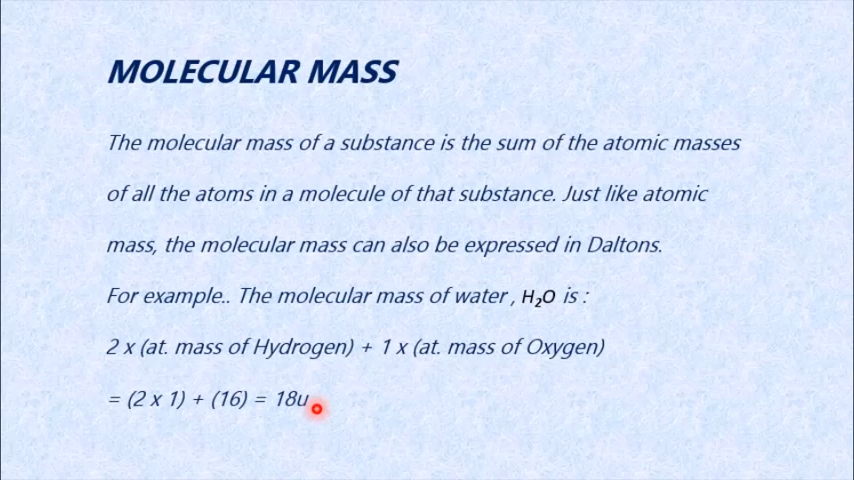 MOLECULAR MASS
The molecular mass of a substance is the sum of the atomic masses
of all the atoms in a molecule of that substance. Just like atomic
mass, the molecular mass can also be expressed in Daltons.
For example.. The molecular mass of water , H₂O is :
2 x (at. mass of Hydrogen) + 1 x (at. mass of Oxygen)
= (2 x 1) + (16) = 18u